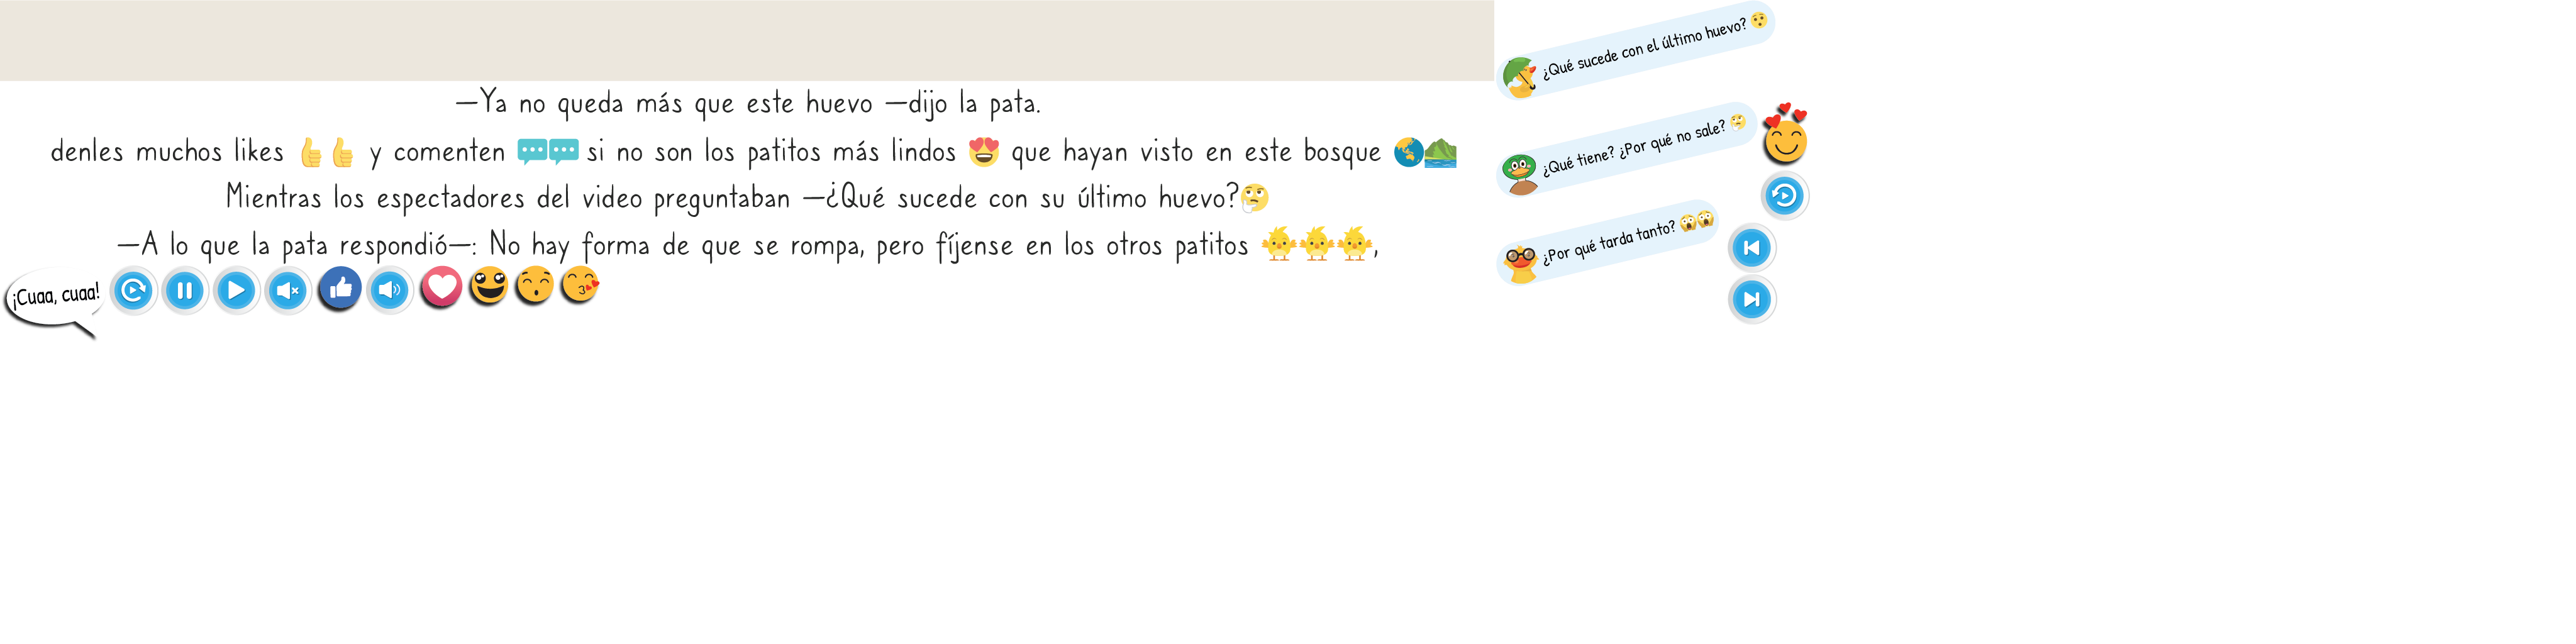 —Ya no queda más que este huevo —dijo la pata.
denles muchos likes 👍👍 y comenten 💬💬 si no son los patitos más lindos 😍 que hayan visto en este bosque 🌏🏞️
Mientras los espectadores del video preguntaban —¿Qué sucede con su último huevo?🤔
—A lo que la pata respondió—: No hay forma de que se rompa, pero fíjense en los otros patitos 🐥🐥🐥,
¡Cuaa, cuaa!
¿Qué sucede con el último huevo? 😯
¿Qué tiene? ¿Por qué no sale? 🤔
¿Por qué tarda tanto? 😱😱